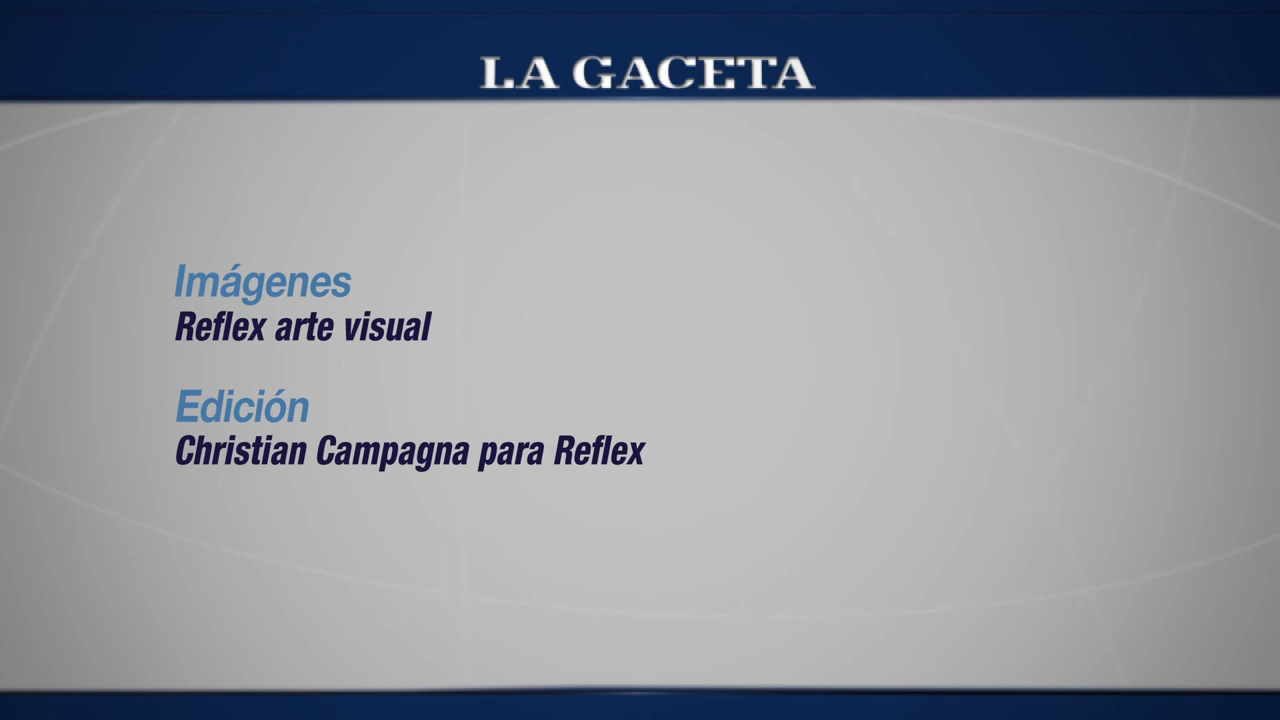 LA GACETA
Imágenes
Reflex arte visual
Edición
Christian Campagna para Reflex